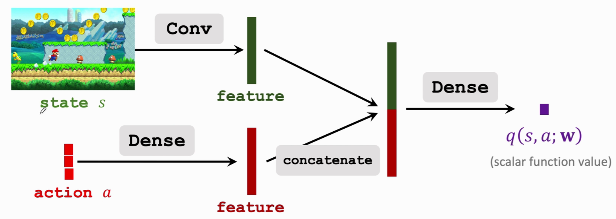 Conv
state s
feature
Dense
q(s, a; w)
(scalar function value)
Dense
concatenate
action a
feature